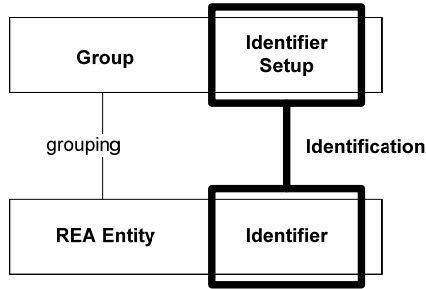 Group
Identifier
Setup
grouping
Identification
REA Entity
Identifier